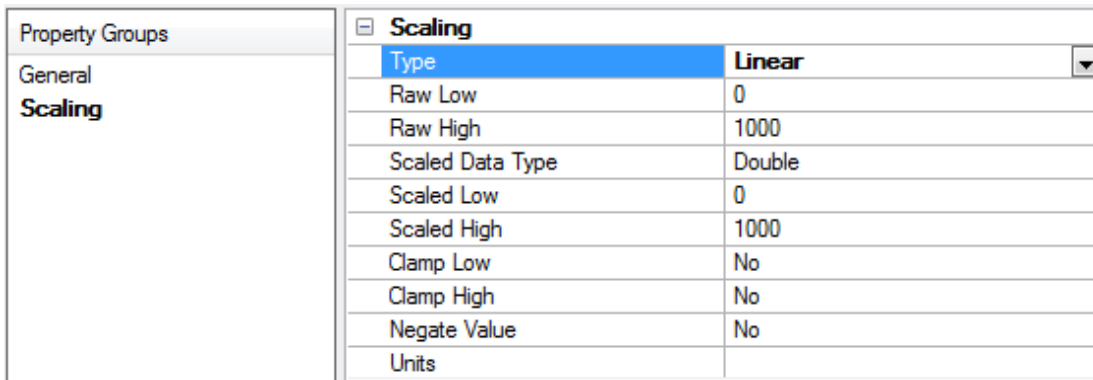 Property Groups
General
Scaling
Scaling
Type Linear
Raw Low 0
Raw High 1000
Scaled Data Type Double
Scaled Low 0
Scaled High 1000
Clamp Low No
Clamp High No
Negate Value No
Units